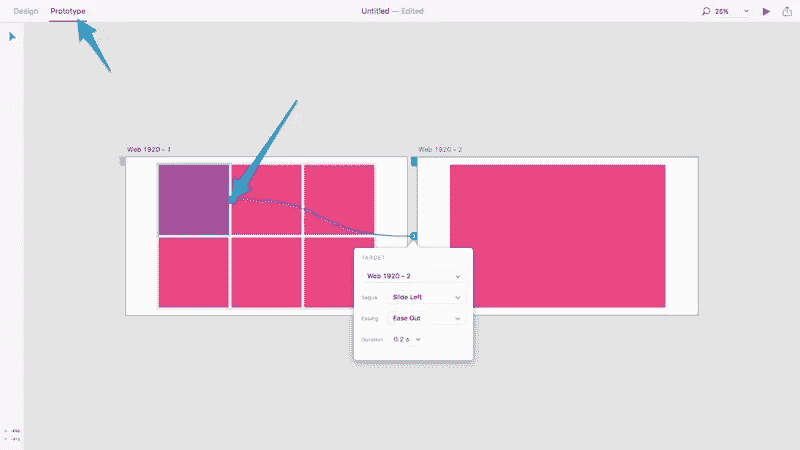 Design Prototype Untitled — Edited 25%
Web 1920 – 1 Web 1920 – 2
TARGET
Web 1920 – 2
Segue Slide Left
Easing Ease Out
Duration 0.2 s